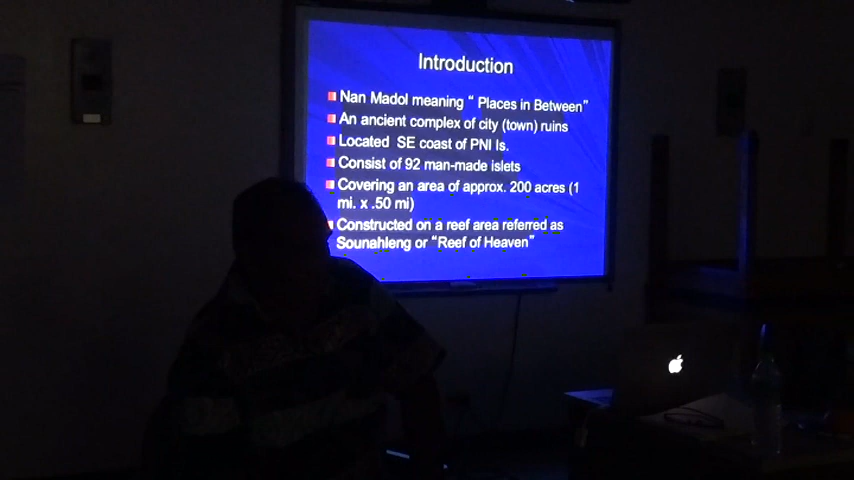 Introduction
Nan Madol meaning “ Places in Between”
An ancient complex of city (town) ruins
Located SE coast of PNI Is.
Consist of 92 man-made islets
Covering an area of approx. 200 acres (1
mi. x .50 mi)
Constructed on a reef area referred as
Sounahleng or “Reef of Heaven”